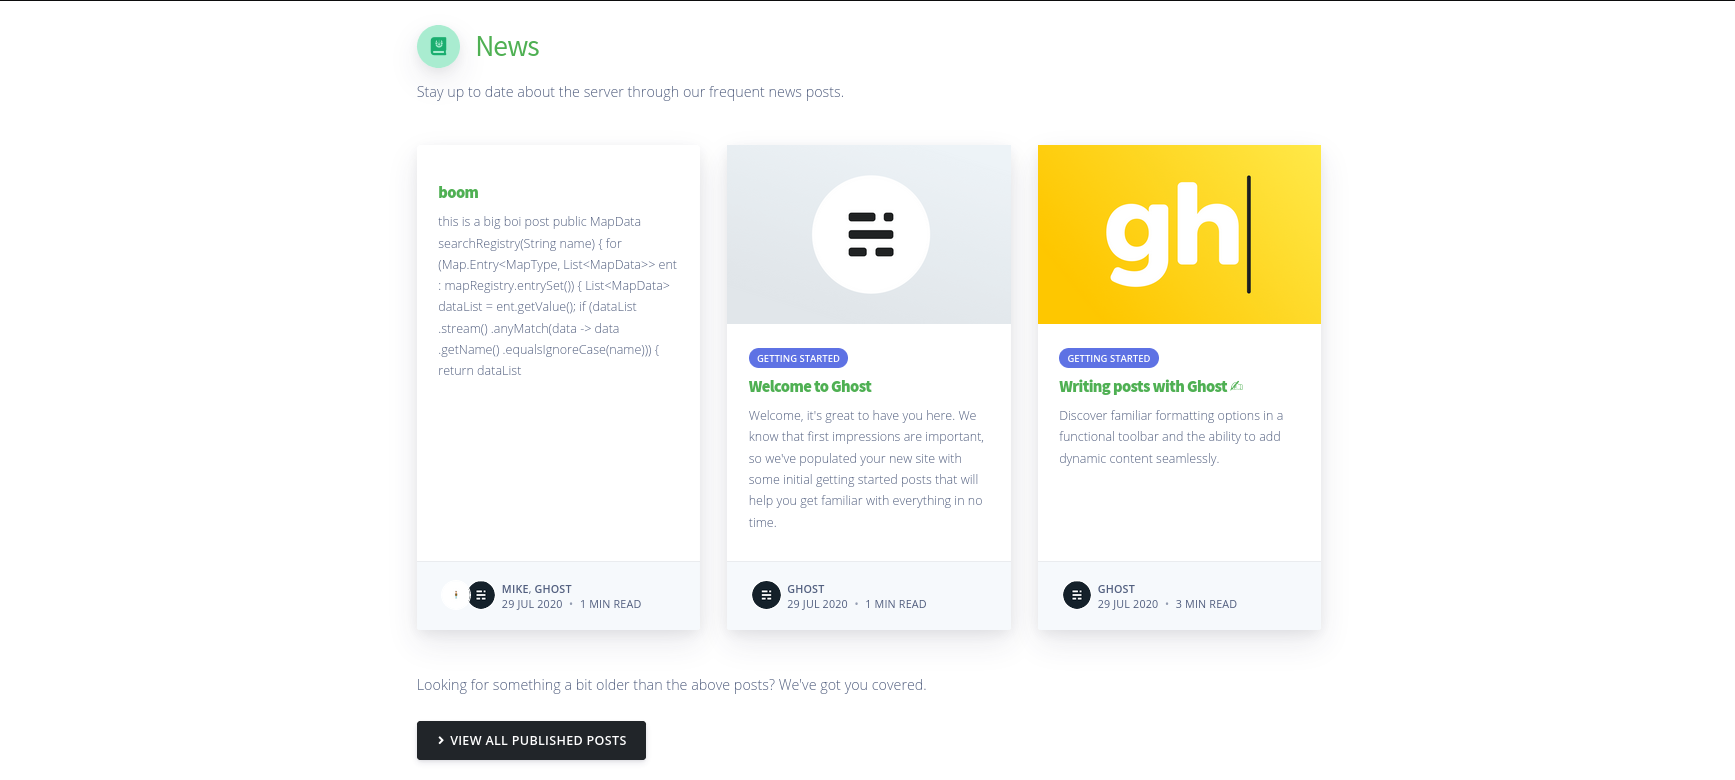 News
Stay up to date about the server through our frequent news posts.
boom
this is a big boi post public MapData
searchRegistry(String name) { for
(Map.Entry<MapType, List<MapData>> ent
: mapRegistry.entrySet()) { List<MapData>
dataList = ent.getValue(); if (dataList
.stream() .anyMatch(data -> data
.getName() .equalsIgnoreCase(name))) {
return dataList
MIKE, GHOST
29 JUL 2020 • 1 MIN READ
GETTING STARTED
Welcome to Ghost
Welcome, it's great to have you here. We
know that first impressions are important,
so we've populated your new site with
some initial getting started posts that will
help you get familiar with everything in no
time.
GHOST
29 JUL 2020 • 1 MIN READ
gh
GETTING STARTED
Writing posts with Ghost ✍
Discover familiar formatting options in a
functional toolbar and the ability to add
dynamic content seamlessly.
GHOST
29 JUL 2020 • 3 MIN READ
Looking for something a bit older than the above posts? We've got you covered.
VIEW ALL PUBLISHED POSTS